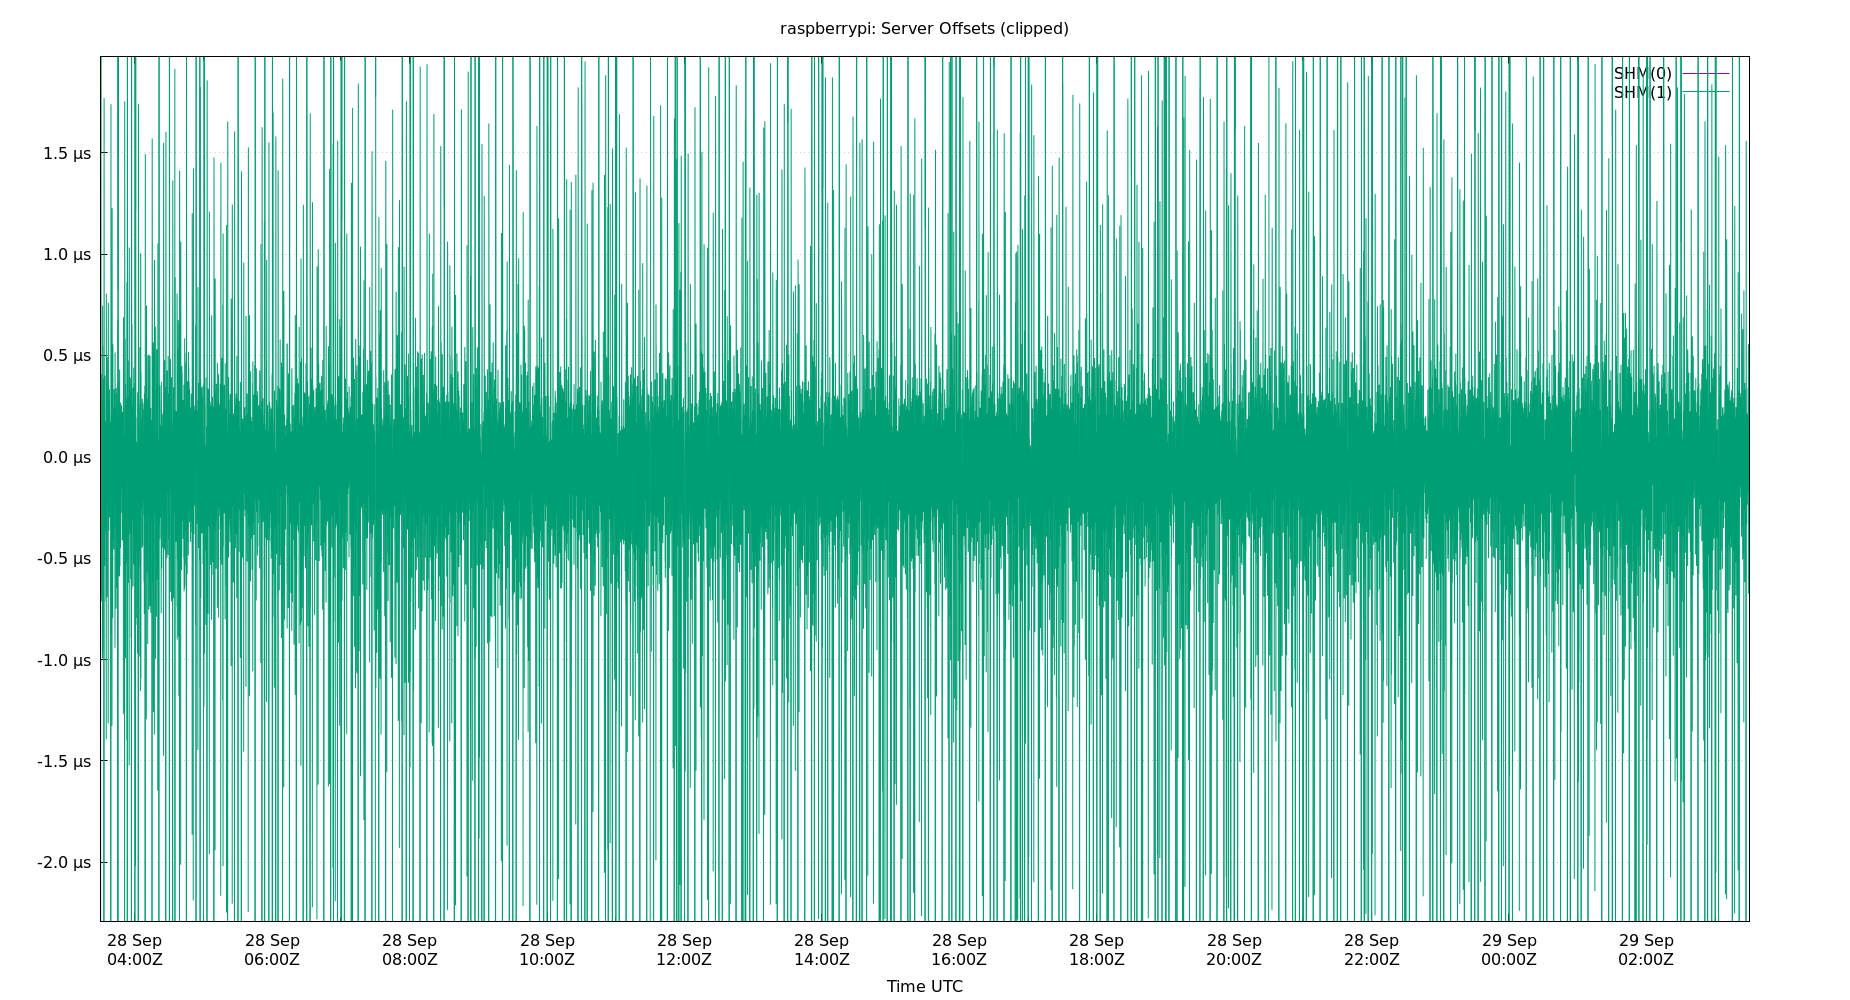 raspberrypi: Server Offsets (clipped)
SHM(0)
SHM(1)
1.5 µs
1.0 µs
0.5 µs
0.0 µs
-0.5 µs
-1.0 µs
-1.5 µs
-2.0 µs
28 Sep 28 Sep 28 Sep 28 Sep 28 Sep 28 Sep 28 Sep 28 Sep 28 Sep 28 Sep 29 Sep 29 Sep
04:00Z 06:00Z 08:00Z 10:00Z 12:00Z 14:00Z 16:00Z 18:00Z 20:00Z 22:00Z 00:00Z 02:00Z
Time UTC